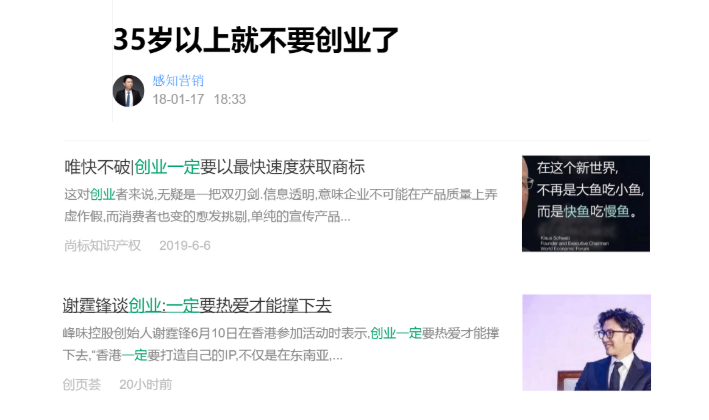 35岁以上就不要创业了
感知营销
18-01-17 18:33
唯快不破|创业一定要以最快速度获取商标
这对创业者来说,无疑是一把双刃剑.信息透明,意味企业不可能在产品质量上弄
虚作假,而消费者也变的愈发挑剔,单纯的宣传产品...
尚标知识产权 2019-6-6
在这个新世界,
不再是大鱼吃小鱼,
而是快鱼吃慢鱼。
Klaus Schwab
Founder and Executive Chairman
World Economic Forum
谢霆锋谈创业:一定要热爱才能撑下去
峰味控股创始人谢霆锋6月10日在香港参加活动时表示,创业一定要热爱才能撑
下去,“香港一定要打造自己的IP,不仅是在东南亚,...
创页荟 20小时前